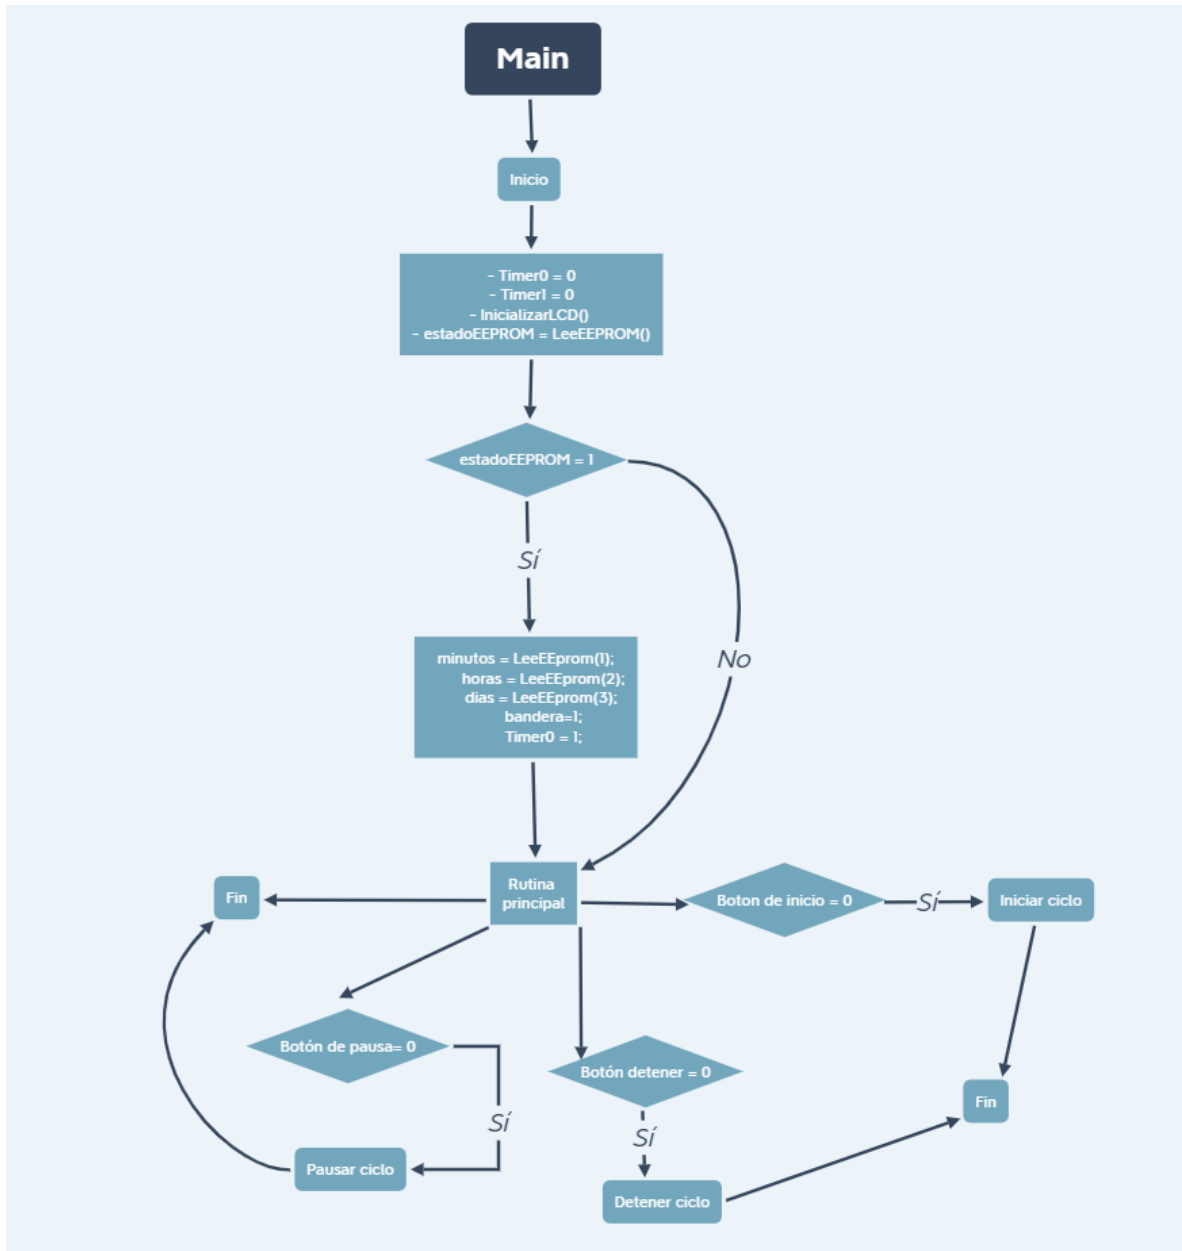 Main
Inicio
- Timer0 = 0
- Timer1 = 0
- InicializarLCD()
- estadoEEPROM = LeeEEPROM()
estadoEEPROM = 1
Sí
No
minutos = LeeEEprom(1);
horas = LeeEEprom(2);
dias = LeeEEprom(3);
bandera=1;
Timer0 = 1;
Rutina
principal
Fin
Boton de inicio = 0
Sí
Iniciar ciclo
Botón de pausa= 0
Botón detener = 0
Fin
Sí
Sí
Pausar ciclo
Detener ciclo